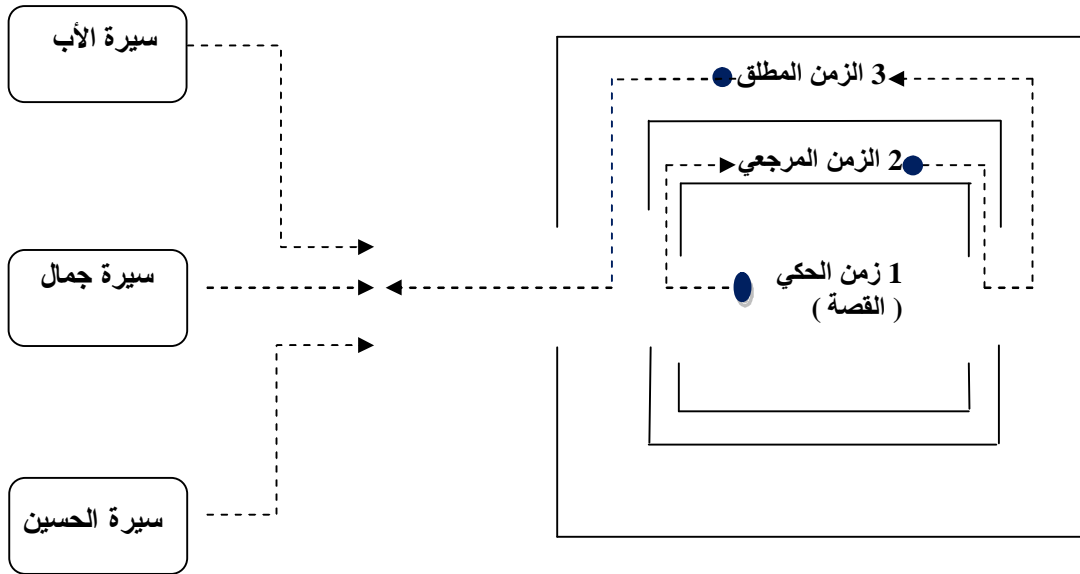 سيرة الأب
سيرة جمال
سيرة الحسين
3 الزمن المطلق
2 الزمن المرجعي
1 زمن الحكي
( القصة )